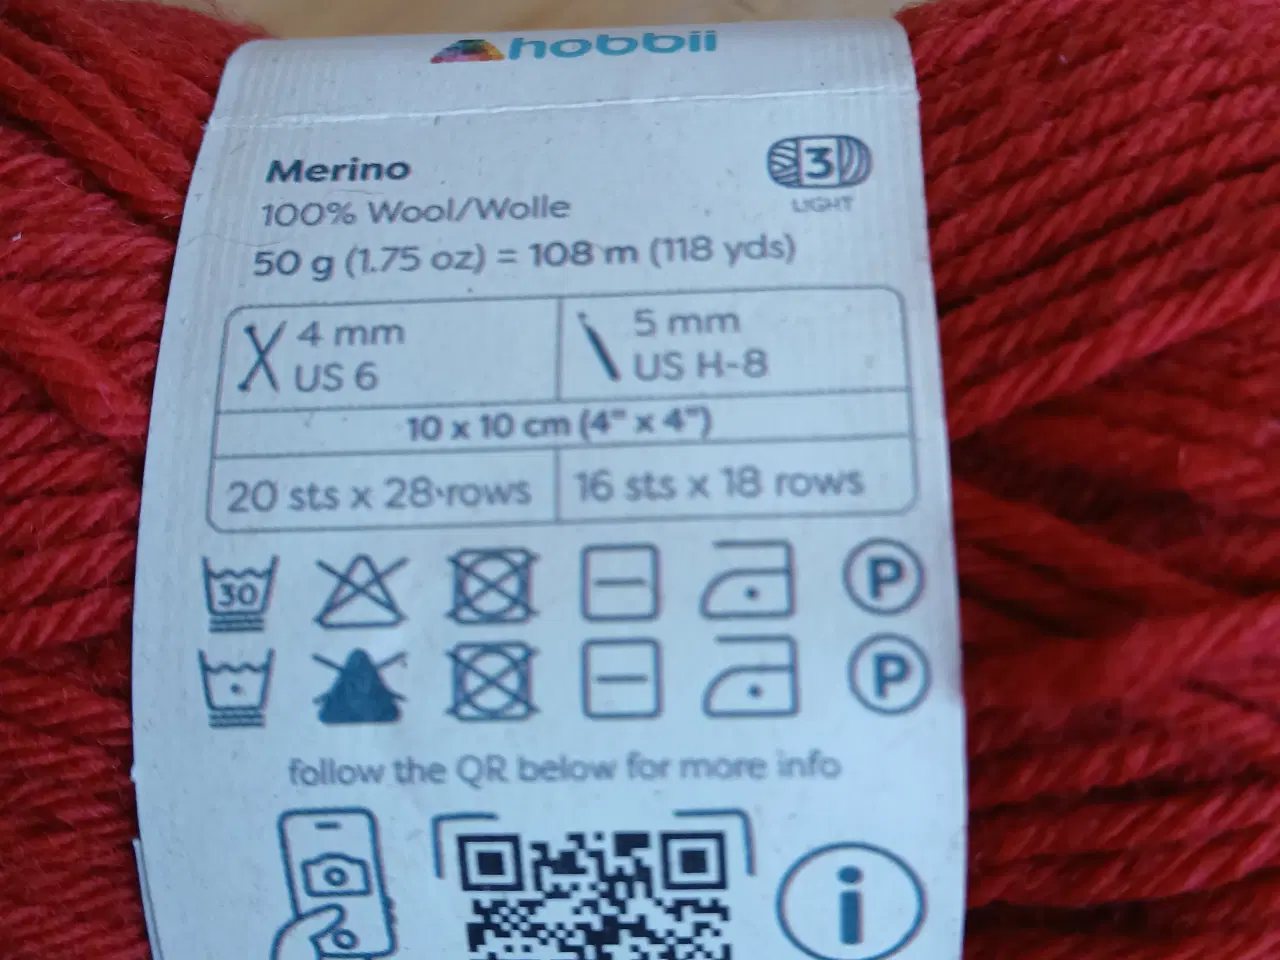 hobbii
Merino
3
LIGHT
100% Wool/Wolle
50 g (1.75 oz) = 108 m (118 yds)
4 mm
US 6
5 mm
US H-8
10 x 10 cm (4" x 4")
20 sts x 28 rows
16 sts x 18 rows
30
P
P
follow the QR below for more info
i